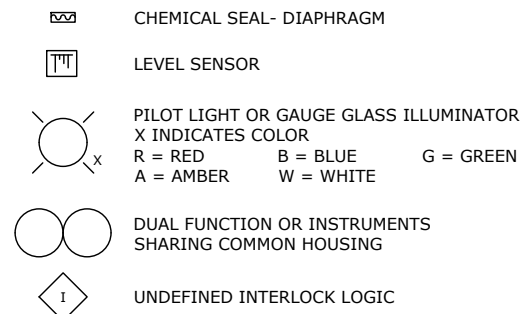 CHEMICAL SEAL- DIAPHRAGM
LEVEL SENSOR
PILOT LIGHT OR GAUGE GLASS ILLUMINATOR
X INDICATES COLOR
R = RED B = BLUE G = GREEN
A = AMBER W = WHITE
X
DUAL FUNCTION OR INSTRUMENTS
SHARING COMMON HOUSING
I UNDEFINED INTERLOCK LOGIC